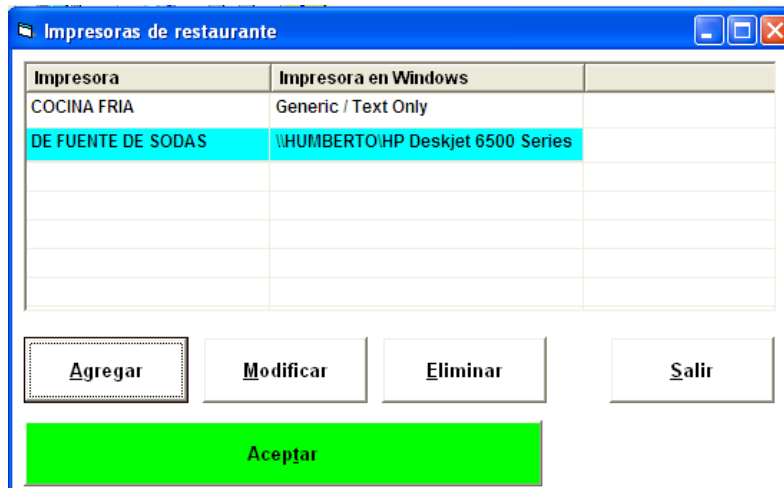 Impresoras de restaurante
Impresora Impresora en Windows
COCINA FRIA Generic / Text Only
DE FUENTE DE SODAS \\HUMBERTO\HP Deskjet 6500 Series
Agregar Modificar Eliminar Salir
Aceptar